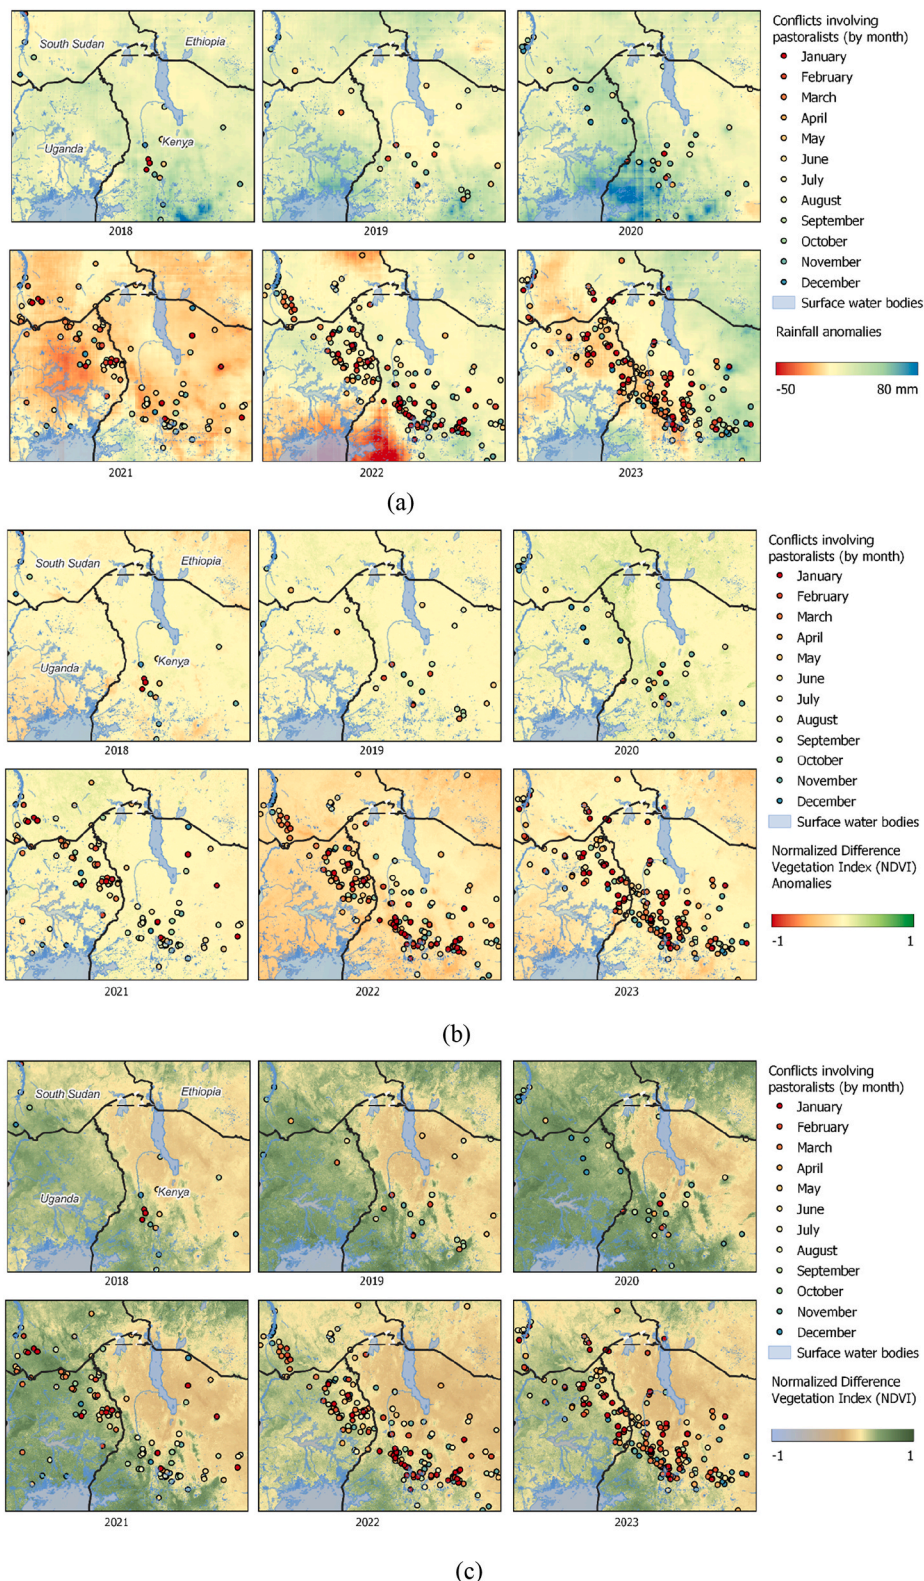 South Sudan
Ethiopia
Uganda
Kenya
2018
2019
2020
Conflicts involving
pastoralists (by month)
January
February
March
April
May
June
July
August
September
October
November
December
Surface water bodies
Rainfall anomalies
-50
80 mm
2021
2022
2023
(a)
South Sudan
Ethiopia
Uganda
Kenya
2018
2019
2020
Conflicts involving
pastoralists (by month)
January
February
March
April
May
June
July
August
September
October
November
December
Surface water bodies
Normalized Difference
Vegetation Index (NDVI)
Anomalies
-1
1
2021
2022
2023
(b)
South Sudan
Ethiopia
Uganda
Kenya
2018
2019
2020
Conflicts involving
pastoralists (by month)
January
February
March
April
May
June
July
August
September
October
November
December
Surface water bodies
Normalized Difference
Vegetation Index (NDVI)
-1
1
2021
2022
2023
(c)